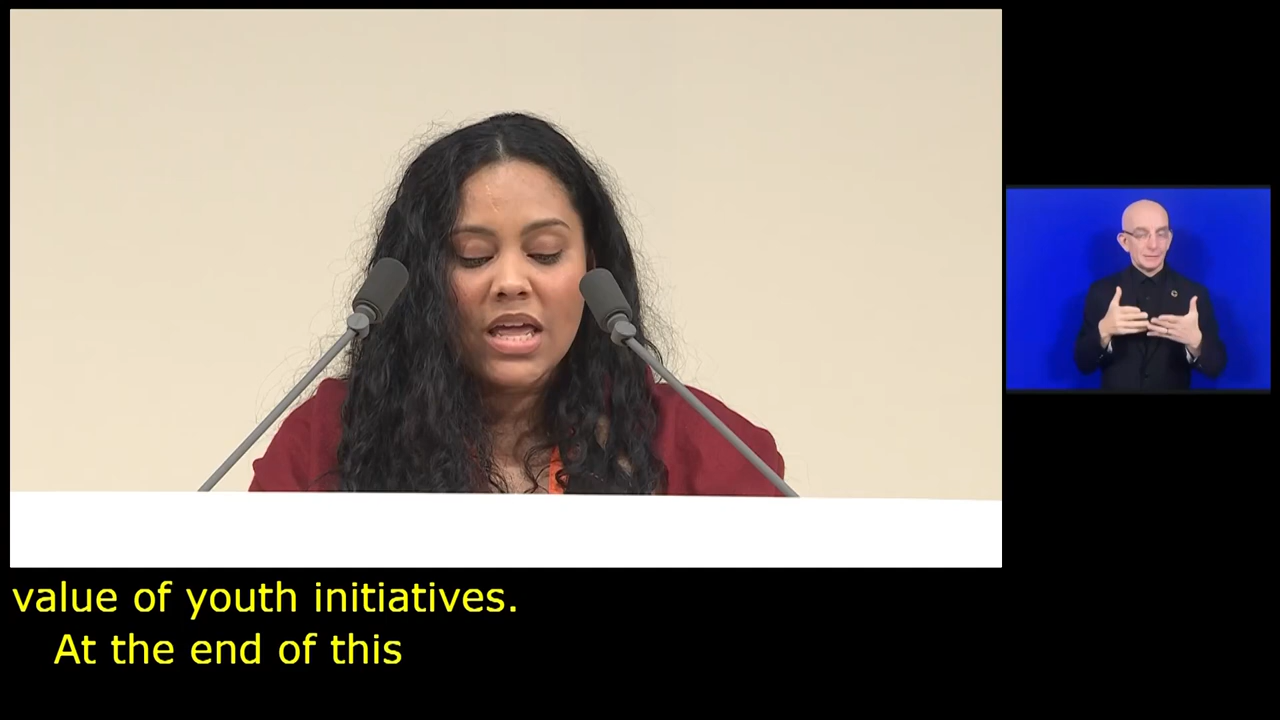 value of youth initiatives.
At the end of this